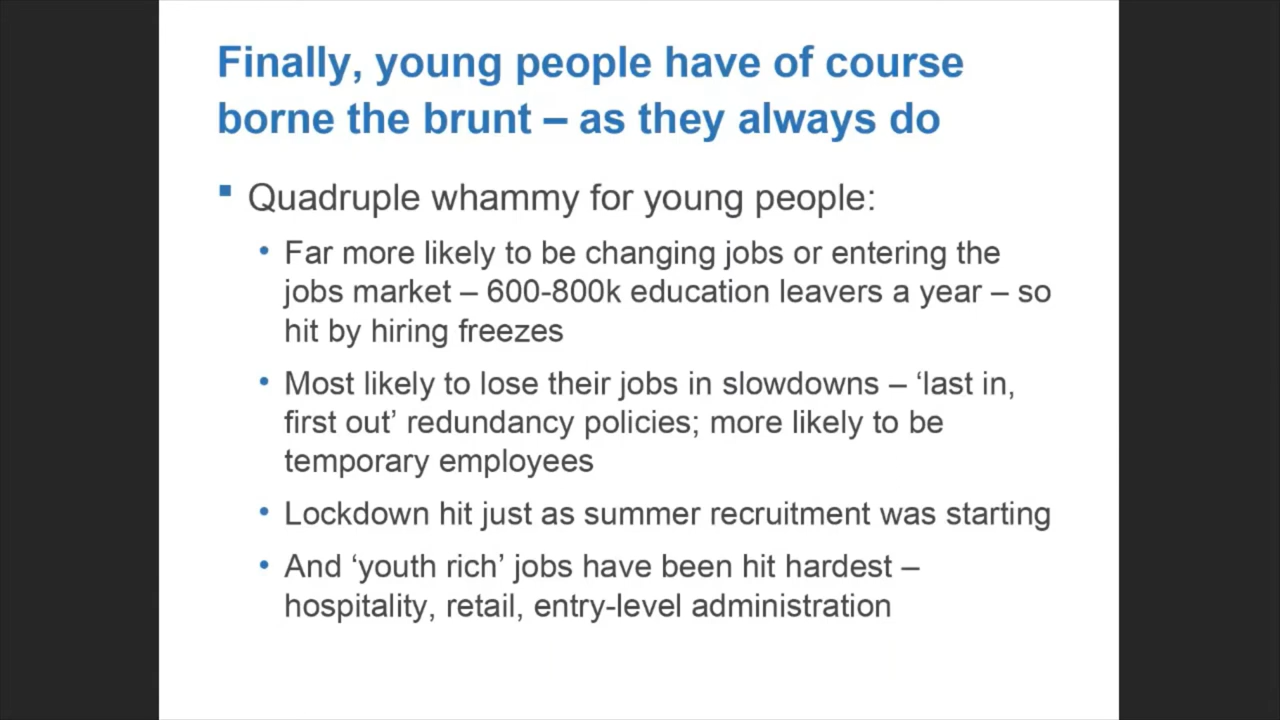 Finally, young people have of course
borne the brunt – as they always do
Quadruple whammy for young people:
Far more likely to be changing jobs or entering the
jobs market – 600-800k education leavers a year – so
hit by hiring freezes
Most likely to lose their jobs in slowdowns – ‘last in,
first out’ redundancy policies; more likely to be
temporary employees
Lockdown hit just as summer recruitment was starting
And ‘youth rich’ jobs have been hit hardest –
hospitality, retail, entry-level administration